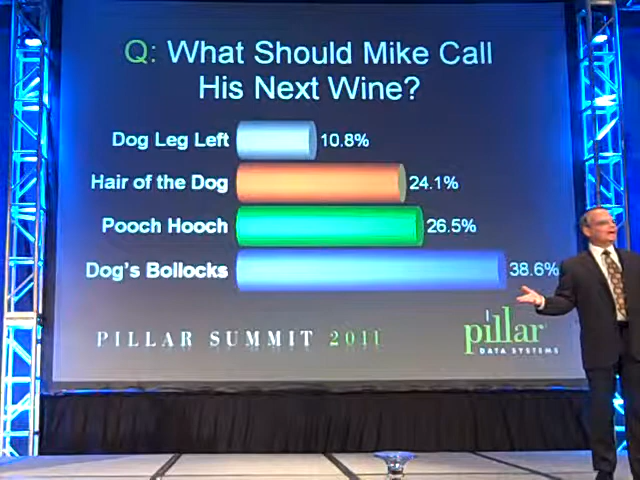 Q: What Should Mike Call
His Next Wine?
Dog Leg Left 10.8%
Hair of the Dog 24.1%
Pooch Hooch 26.5%
Dog's Bollocks 38.6%
PILLAR SUMMIT 2011
pillar
DATA SYSTEMS